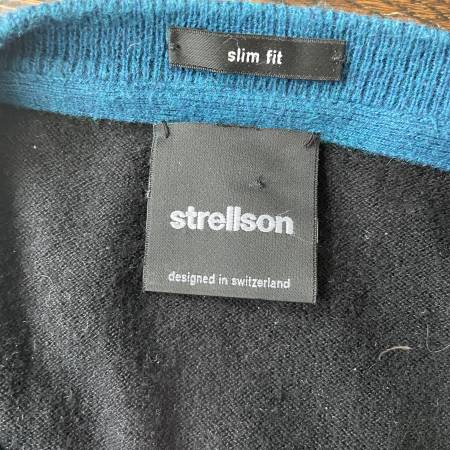 slim fit
strellson
designed in switzerland